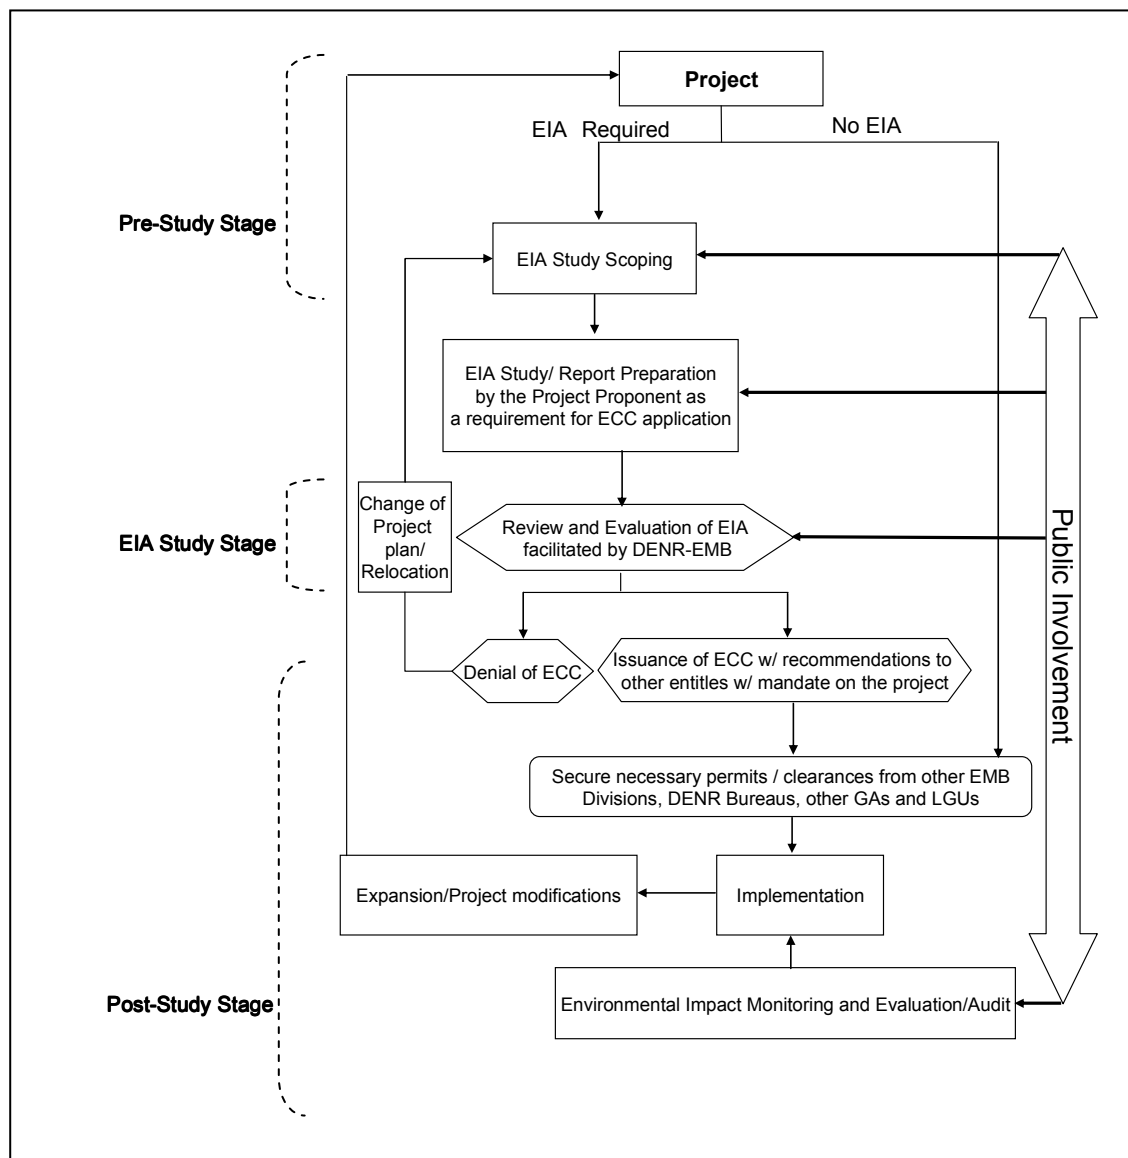 Project
EIA Required
No EIA
Pre-Study Stage
EIA Study Scoping
EIA Study/ Report Preparation
by the Project Proponent as
a requirement for ECC application
Change of
Project
plan/
Relocation
EIA Study Stage
Review and Evaluation of EIA
facilitated by DENR-EMB
Public Involvement
Denial of ECC
Issuance of ECC w/ recommendations to
other entitles w/ mandate on the project
Secure necessary permits / clearances from other EMB
Divisions, DENR Bureaus, other GAs and LGUs
Expansion/Project modifications
Implementation
Post-Study Stage
Environmental Impact Monitoring and Evaluation/Audit